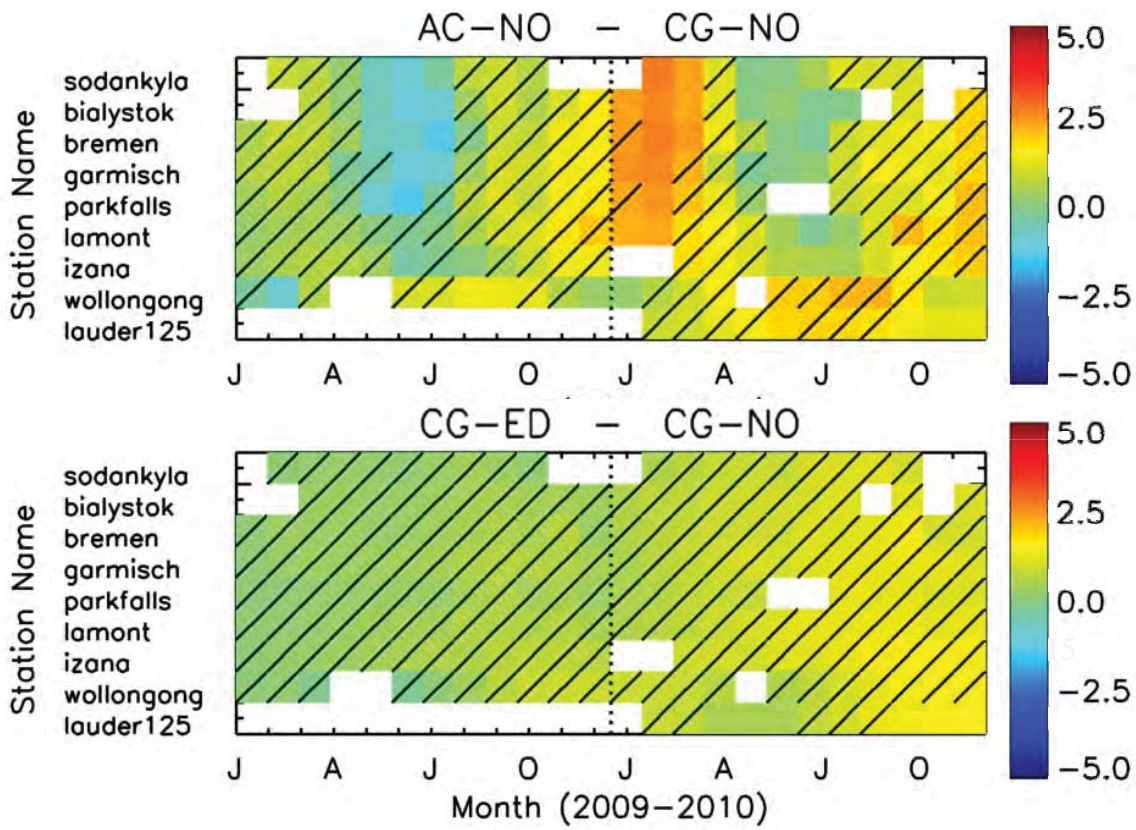 AC-NO - CG-NO
Station Name
sodankyla
bialystok
bremen
garmisch
parkfalls
lamont
izana
wollongong
lauder125
J A J O J A J O
5.0
2.5
0.0
-2.5
-5.0
CG-ED - CG-NO
Station Name
sodankyla
bialystok
bremen
garmisch
parkfalls
lamont
izana
wollongong
lauder125
J A J O J A J O
Month (2009-2010)
5.0
2.5
0.0
-2.5
-5.0